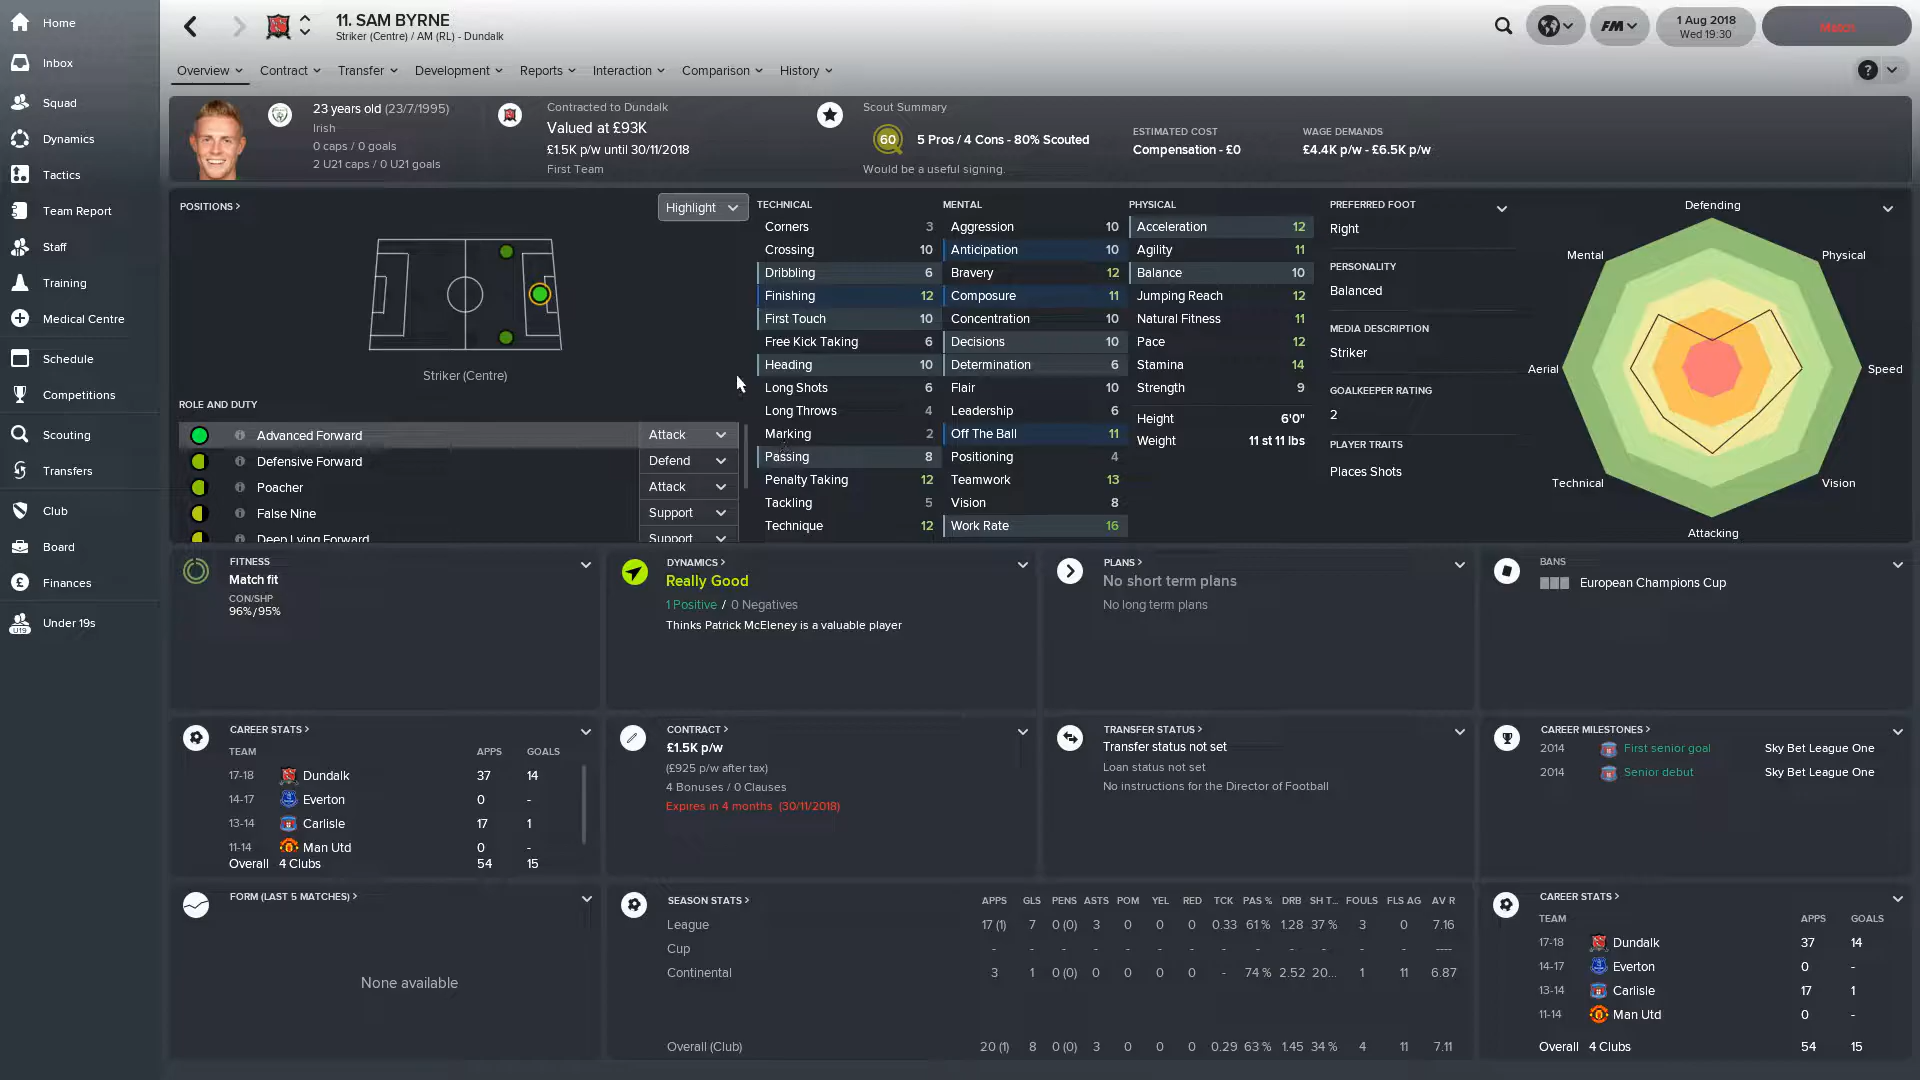 Home
Inbox
Squad
Dynamics
Tactics
Team Report
Staff
Training
Medical Centre
Schedule
Competitions
Scouting
Transfers
Club
Board
Finances
U19
Under 19s
11. SAM BYRNE
Striker (Centre) / AM (RL) - Dundalk
FM
1 Aug 2018
Wed 19:30
Match
Overview
Contract
Transfer
Development
Reports
Interaction
Comparison
History
?
23 years old (23/7/1995)
Irish
0 caps / 0 goals
2 U21 caps / 0 U21 goals
Contracted to Dundalk
Valued at £93K
£1.5K p/w until 30/11/2018
First Team
Scout Summary
60
5 Pros / 4 Cons - 80% Scouted
Would be a useful signing.
ESTIMATED COST
Compensation - £0
WAGE DEMANDS
£4.4K p/w - £6.5K p/w
POSITIONS >
Highlight
Striker (Centre)
ROLE AND DUTY
Advanced Forward Attack
Defensive Forward Defend
Poacher Attack
False Nine Support
Deep Lying Forward Support
TECHNICAL
Corners 3
Crossing 10
Dribbling 6
Finishing 12
First Touch 10
Free Kick Taking 6
Heading 10
Long Shots 6
Long Throws 4
Marking 2
Passing 8
Penalty Taking 12
Tackling 5
Technique 12
MENTAL
Aggression 10
Anticipation 10
Bravery 12
Composure 11
Concentration 10
Decisions 10
Determination 6
Flair 10
Leadership 6
Off The Ball 11
Positioning 4
Teamwork 13
Vision 8
Work Rate 16
PHYSICAL
Acceleration 12
Agility 11
Balance 10
Jumping Reach 12
Natural Fitness 11
Pace 12
Stamina 14
Strength 9
Height 6'0"
Weight 11 st 11 lbs
PREFERRED FOOT
Right
PERSONALITY
Balanced
MEDIA DESCRIPTION
Striker
GOALKEEPER RATING
2
PLAYER TRAITS
Places Shots
Defending
Physical
Speed
Vision
Attacking
Technical
Aerial
Mental
FITNESS
Match fit
CON/SHP
96%/95%
DYNAMICS >
Really Good
1 Positive / 0 Negatives
Thinks Patrick McEleney is a valuable player
PLANS >
No short term plans
No long term plans
BANS
European Champions Cup
CAREER STATS >
TEAM APPS GOALS
17-18 Dundalk 37 14
14-17 Everton 0 -
13-14 Carlisle 17 1
11-14 Man Utd 0 -
Overall 4 Clubs 54 15
CONTRACT >
£1.5K p/w
(£925 p/w after tax)
4 Bonuses / 0 Clauses
Expires in 4 months (30/11/2018)
TRANSFER STATUS >
Transfer status not set
Loan status not set
No instructions for the Director of Football
CAREER MILESTONES >
2014 First senior goal Sky Bet League One
2014 Senior debut Sky Bet League One
FORM (LAST 5 MATCHES) >
None available
SEASON STATS > APPS GLS PENS ASTS POM YEL RED TCK PAS % DRB SH T... FOULS FLS AG AV R
League 17 (1) 7 0 (0) 3 0 0 0 0.33 61 % 1.28 37 % 3 0 7.16
Cup - - - - - - - - - - - - - ----
Continental 3 1 0 (0) 0 0 0 0 - 74 % 2.52 20... 1 11 6.87
Overall (Club) 20 (1) 8 0 (0) 3 0 0 0 0.29 63 % 1.45 34 % 4 11 7.11
CAREER STATS >
TEAM APPS GOALS
17-18 Dundalk 37 14
14-17 Everton 0 -
13-14 Carlisle 17 1
11-14 Man Utd 0 -
Overall 4 Clubs 54 15